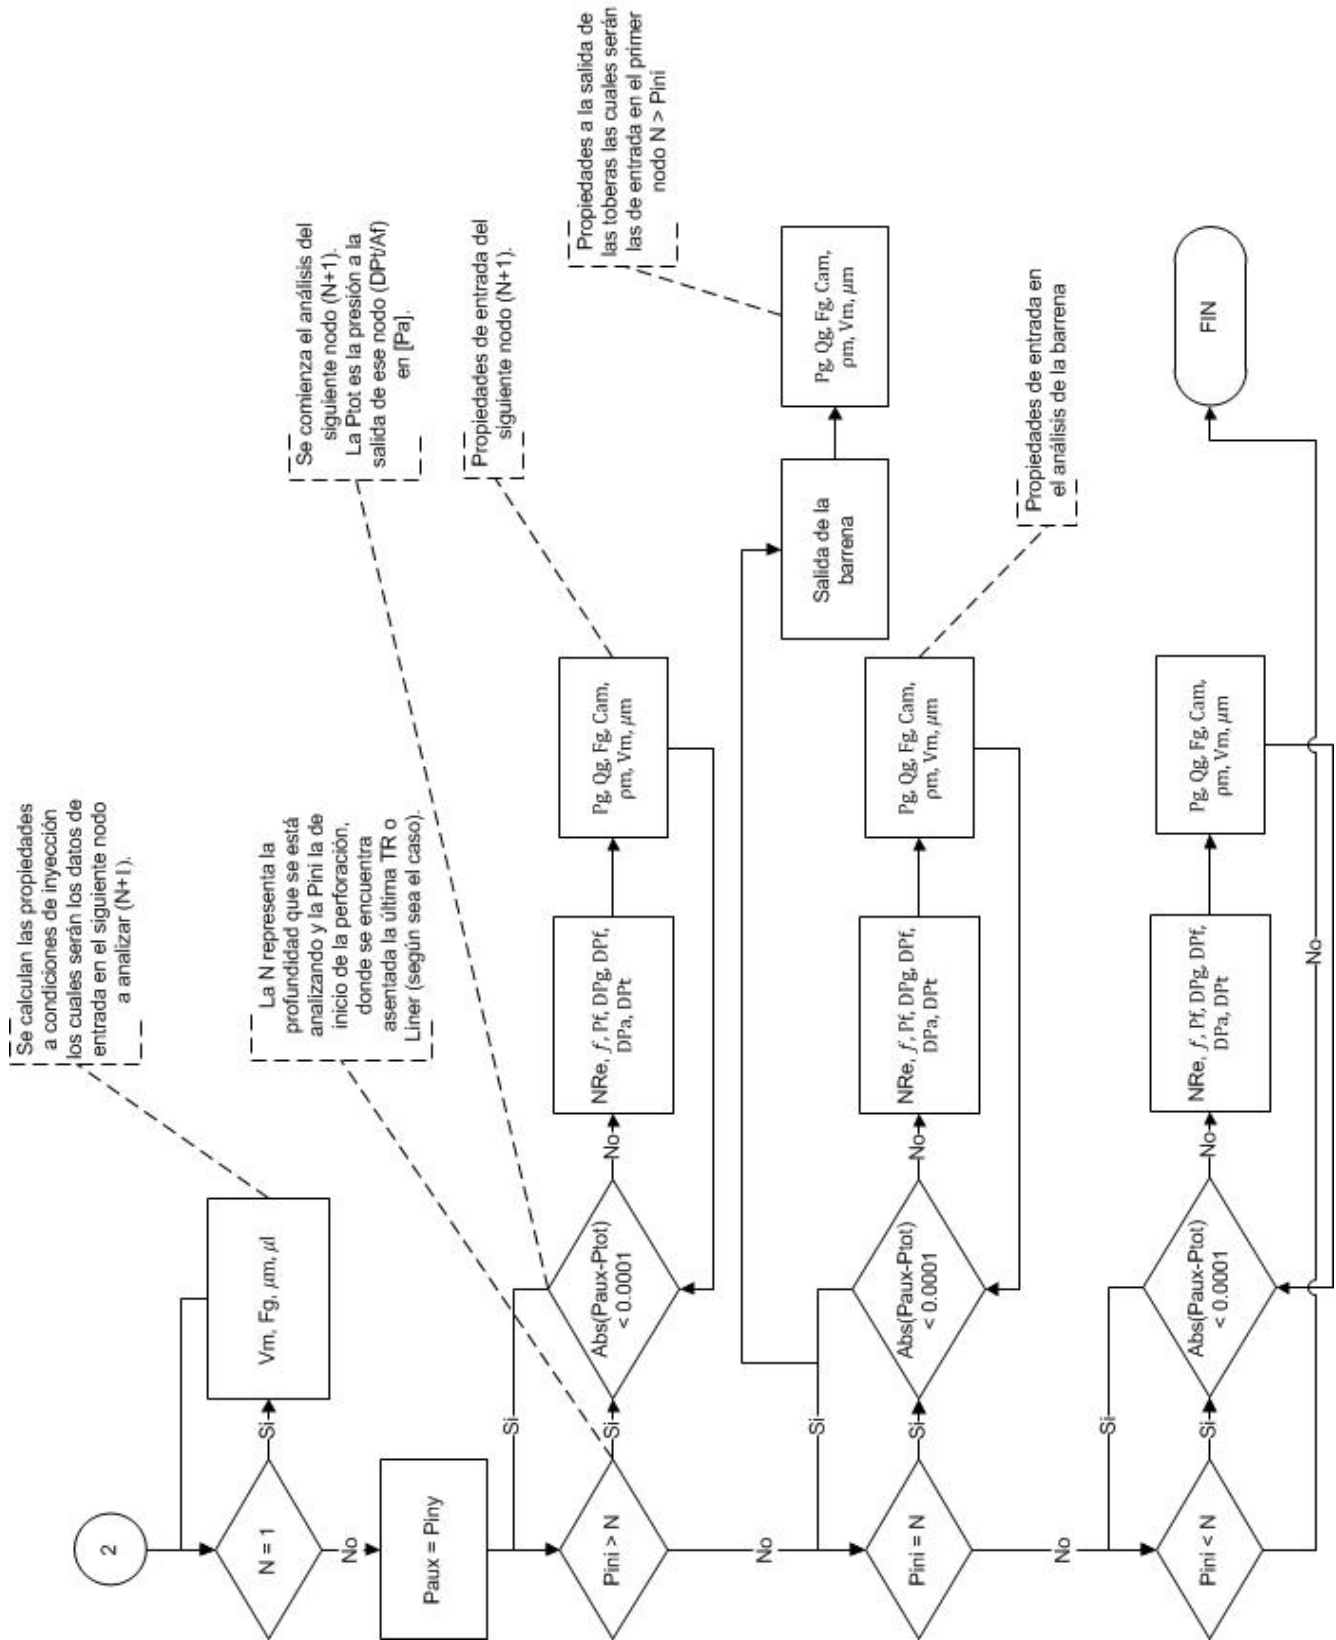 2
N = 1
Si
Vm, Fg, μm, μl
Se calculan las propiedades
a condiciones de inyección
los cuales serán los datos de
entrada en el siguiente nodo
a analizar (N+1).
No
Paux = Piny
La N representa la
profundidad que se está
analizando y la Pini la de
inicio de la perforación,
donde se encuentra
asentada la última TR o
Liner (según sea el caso).
Se comienza el análisis del
siguiente nodo (N+1).
La Ptot es la presión a la
salida de ese nodo (DPt/Af)
en [Pa].
Si
Pini > N
Si
Abs(Paux-Ptot)
< 0.0001
No
NRe, f, Pf, DPg, DPf,
DPa, DPt
Pg, Qg, Fg, Cam,
ρm, Vm, μm
Propiedades de entrada del
siguiente nodo (N+1).
No
Salida de la
barrena
Pg, Qg, Fg, Cam,
ρm, Vm, μm
Propiedades a la salida de
las toberas las cuales serán
las de entrada en el primer
nodo N > Pini
Si
Pini = N
Si
Abs(Paux-Ptot)
< 0.0001
No
NRe, f, Pf, DPg, DPf,
DPa, DPt
Pg, Qg, Fg, Cam,
ρm, Vm, μm
Propiedades de entrada en
el análisis de la barrena
No
Si
Pini < N
Si
Abs(Paux-Ptot)
< 0.0001
No
NRe, f, Pf, DPg, DPf,
DPa, DPt
Pg, Qg, Fg, Cam,
ρm, Vm, μm
No
FIN